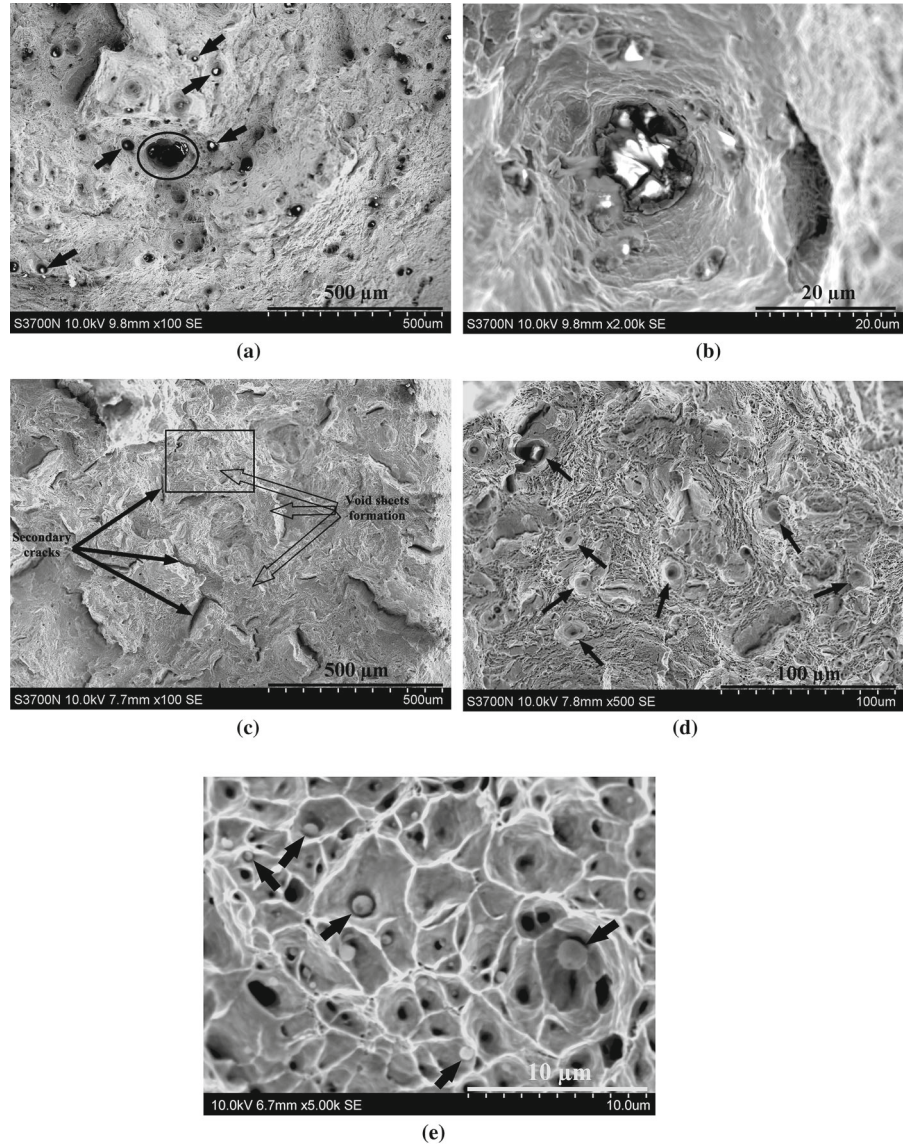 500 µm
S3700N 10.0kV 9.8mm x100 SE
500um
(a)
20 µm
S3700N 10.0kV 9.8mm x2.00k SE
20.0um
(b)
Void sheets
formation
Secondary
cracks
500 µm
S3700N 10.0kV 7.7mm x100 SE
500um
(c)
100 µm
S3700N 10.0kV 7.8mm x500 SE
100um
(d)
10 µm
10.0kV 6.7mm x5.00k SE
10.0um
(e)